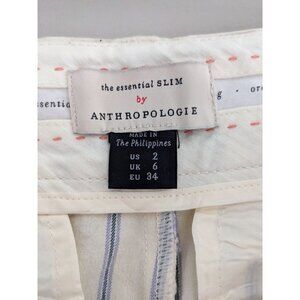 the essential SLIM
by
ANTHROPOLOGIE
MADE IN
The Philippines
US 2
UK 6
EU 34